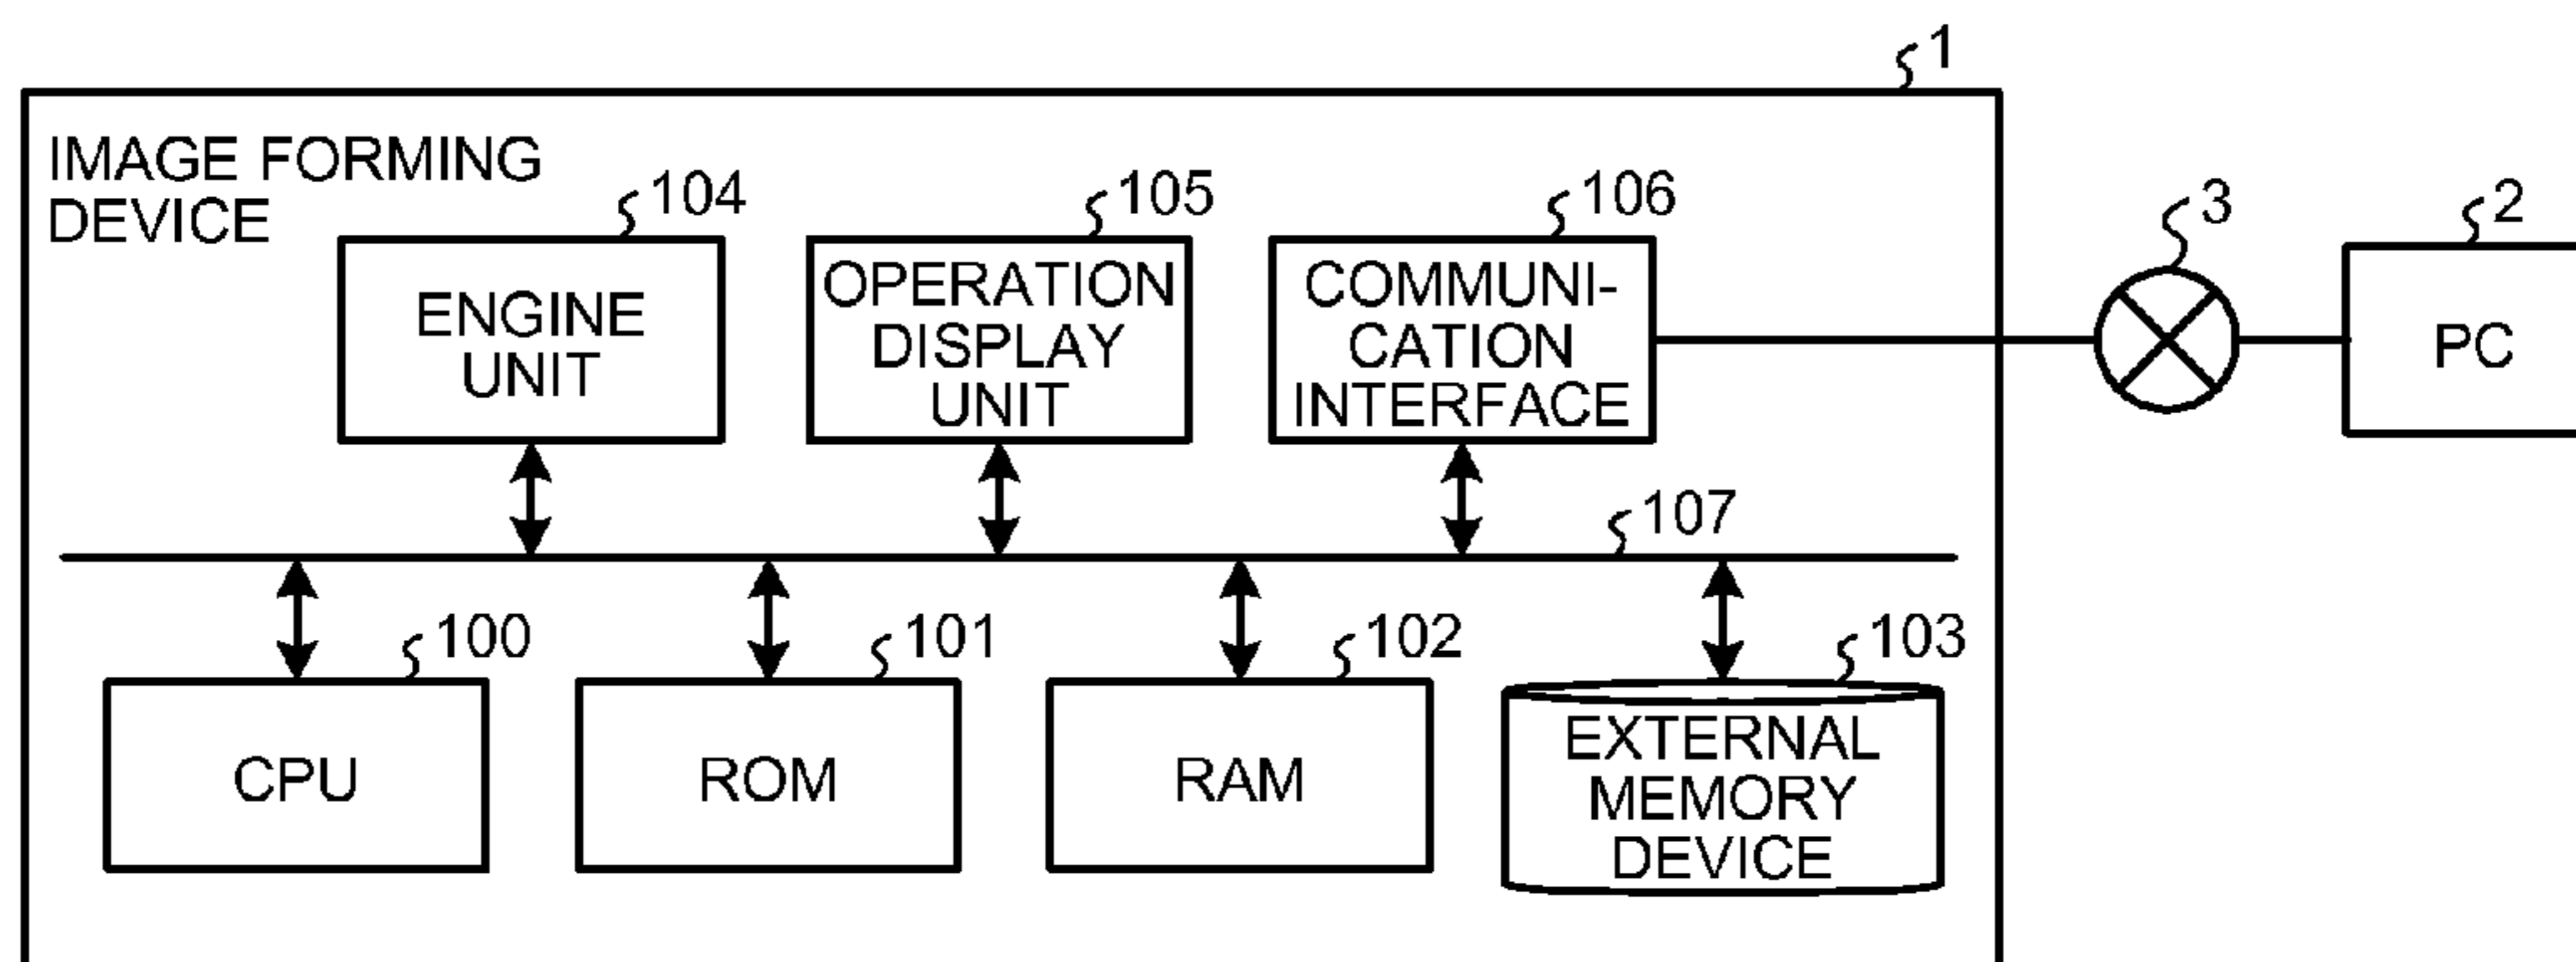 1
IMAGE FORMING
DEVICE
104
105
106
3
2
ENGINE
UNIT
OPERATION
DISPLAY
UNIT
COMMUNI-
CATION
INTERFACE
PC
107
100
101
102
103
CPU
ROM
RAM
EXTERNAL
MEMORY
DEVICE